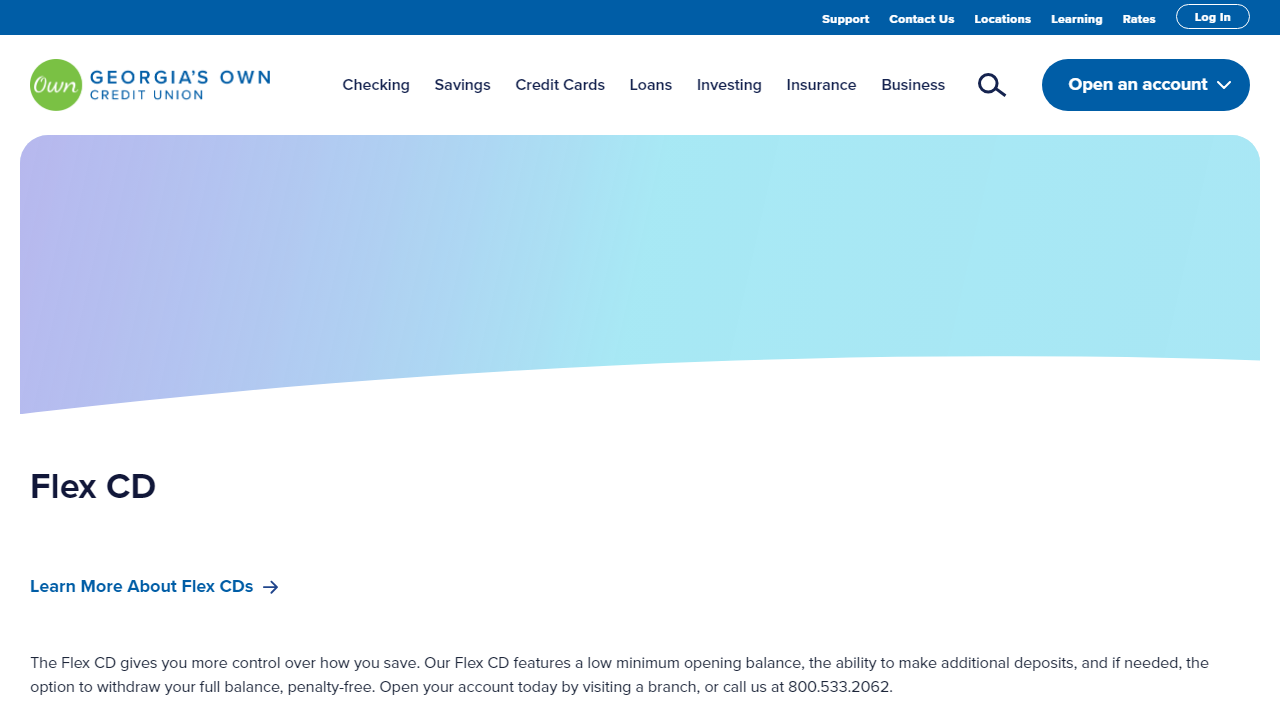 Support Contact Us Locations Learning Rates Log In
Own GEORGIA'S OWN
CREDIT UNION
Checking Savings Credit Cards Loans Investing Insurance Business Open an account
Flex CD
Learn More About Flex CDs
The Flex CD gives you more control over how you save. Our Flex CD features a low minimum opening balance, the ability to make additional deposits, and if needed, the
option to withdraw your full balance, penalty-free. Open your account today by visiting a branch, or call us at 800.533.2062.